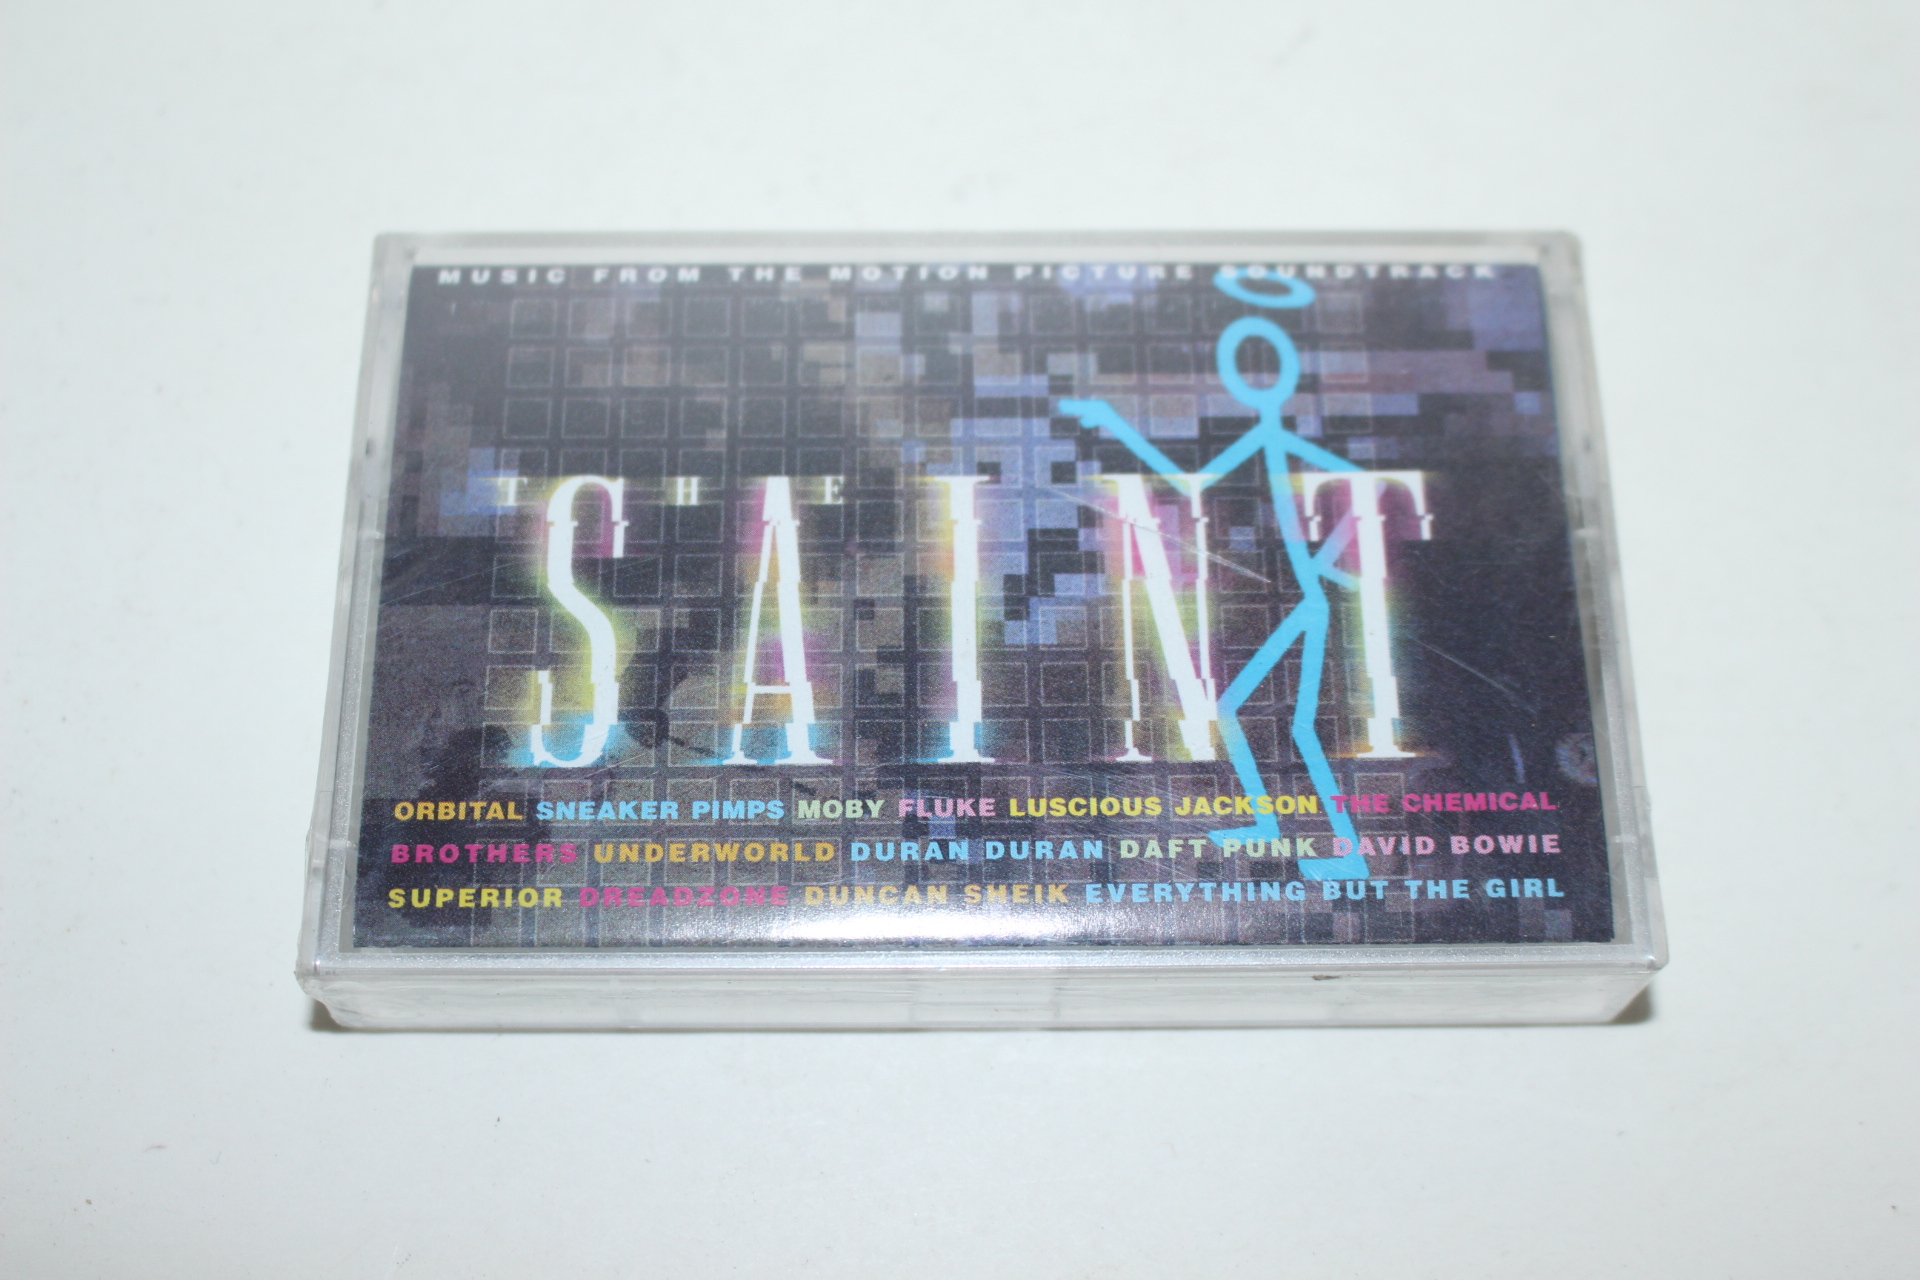 MUSIC FROM THE MOTION PICTURE SOUNDTRACK
THE
SAINT
ORBITAL SNEAKER PIMPS MOBY FLUKE LUSCIOUS JACKSON THE CHEMICAL
BROTHERS UNDERWORLD DURAN DURAN DAFT PUNK DAVID BOWIE
SUPERIOR DREADZONE DUNCAN SHEIK EVERYTHING BUT THE GIRL